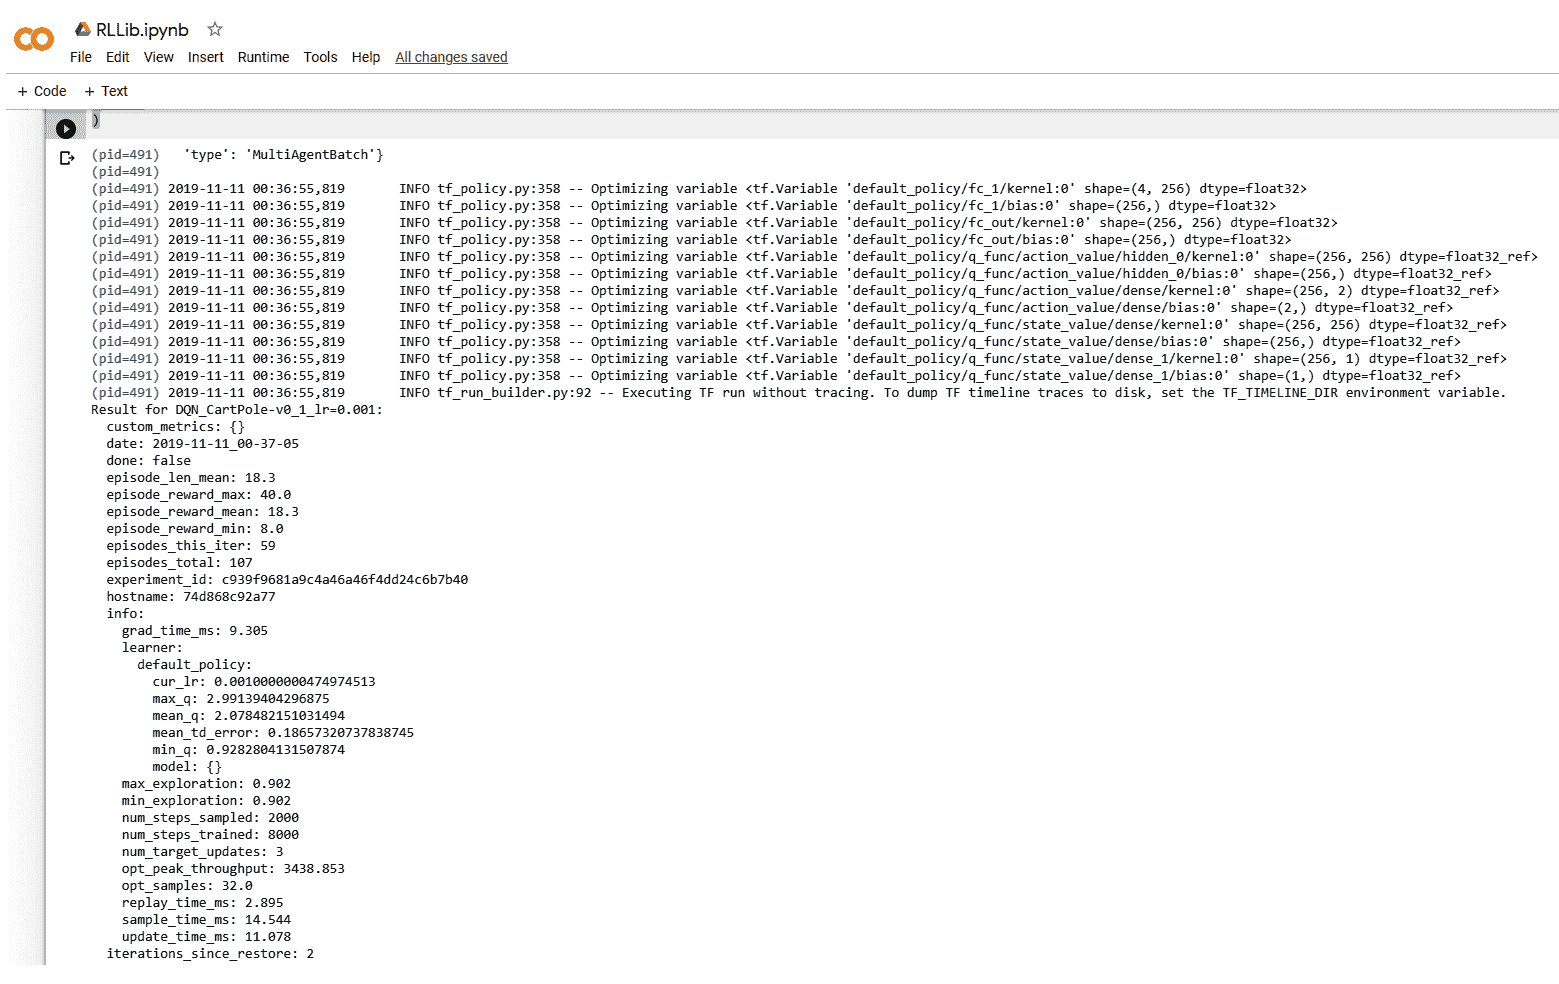 RLLib.ipynb
File Edit View Insert Runtime Tools Help All changes saved
+ Code + Text
)
(pid=491)   'type': 'MultiAgentBatch'}
(pid=491)
(pid=491) 2019-11-11 00:36:55,819       INFO tf_policy.py:358 -- Optimizing variable <tf.Variable 'default_policy/fc_1/kernel:0' shape=(4, 256) dtype=float32>
(pid=491) 2019-11-11 00:36:55,819       INFO tf_policy.py:358 -- Optimizing variable <tf.Variable 'default_policy/fc_1/bias:0' shape=(256,) dtype=float32>
(pid=491) 2019-11-11 00:36:55,819       INFO tf_policy.py:358 -- Optimizing variable <tf.Variable 'default_policy/fc_out/kernel:0' shape=(256, 256) dtype=float32>
(pid=491) 2019-11-11 00:36:55,819       INFO tf_policy.py:358 -- Optimizing variable <tf.Variable 'default_policy/fc_out/bias:0' shape=(256,) dtype=float32>
(pid=491) 2019-11-11 00:36:55,819       INFO tf_policy.py:358 -- Optimizing variable <tf.Variable 'default_policy/q_func/action_value/hidden_0/kernel:0' shape=(256, 256) dtype=float32_ref>
(pid=491) 2019-11-11 00:36:55,819       INFO tf_policy.py:358 -- Optimizing variable <tf.Variable 'default_policy/q_func/action_value/hidden_0/bias:0' shape=(256,) dtype=float32_ref>
(pid=491) 2019-11-11 00:36:55,819       INFO tf_policy.py:358 -- Optimizing variable <tf.Variable 'default_policy/q_func/action_value/dense/kernel:0' shape=(256, 2) dtype=float32_ref>
(pid=491) 2019-11-11 00:36:55,819       INFO tf_policy.py:358 -- Optimizing variable <tf.Variable 'default_policy/q_func/action_value/dense/bias:0' shape=(2,) dtype=float32_ref>
(pid=491) 2019-11-11 00:36:55,819       INFO tf_policy.py:358 -- Optimizing variable <tf.Variable 'default_policy/q_func/state_value/dense/kernel:0' shape=(256, 256) dtype=float32_ref>
(pid=491) 2019-11-11 00:36:55,819       INFO tf_policy.py:358 -- Optimizing variable <tf.Variable 'default_policy/q_func/state_value/dense/bias:0' shape=(256,) dtype=float32_ref>
(pid=491) 2019-11-11 00:36:55,819       INFO tf_policy.py:358 -- Optimizing variable <tf.Variable 'default_policy/q_func/state_value/dense_1/kernel:0' shape=(256, 1) dtype=float32_ref>
(pid=491) 2019-11-11 00:36:55,819       INFO tf_policy.py:358 -- Optimizing variable <tf.Variable 'default_policy/q_func/state_value/dense_1/bias:0' shape=(1,) dtype=float32_ref>
(pid=491) 2019-11-11 00:36:55,819       INFO tf_run_builder.py:92 -- Executing TF run without tracing. To dump TF timeline traces to disk, set the TF_TIMELINE_DIR environment variable.
Result for DQN_CartPole-v0_1_lr=0.001:
  custom_metrics: {}
  date: 2019-11-11_00-37-05
  done: false
  episode_len_mean: 18.3
  episode_reward_max: 40.0
  episode_reward_mean: 18.3
  episode_reward_min: 8.0
  episodes_this_iter: 59
  episodes_total: 107
  experiment_id: c939f9681a9c4a46a46f4dd24c6b7b40
  hostname: 74d868c92a77
  info:
    grad_time_ms: 9.305
    learner:
      default_policy:
        cur_lr: 0.0010000000474974513
        max_q: 2.99139404296875
        mean_q: 2.078482151031494
        mean_td_error: 0.18657320737838745
        min_q: 0.9282804131507874
        model: {}
    max_exploration: 0.902
    min_exploration: 0.902
    num_steps_sampled: 2000
    num_steps_trained: 8000
    num_target_updates: 3
    opt_peak_throughput: 3438.853
    opt_samples: 32.0
    replay_time_ms: 2.895
    sample_time_ms: 14.544
    update_time_ms: 11.078
  iterations_since_restore: 2